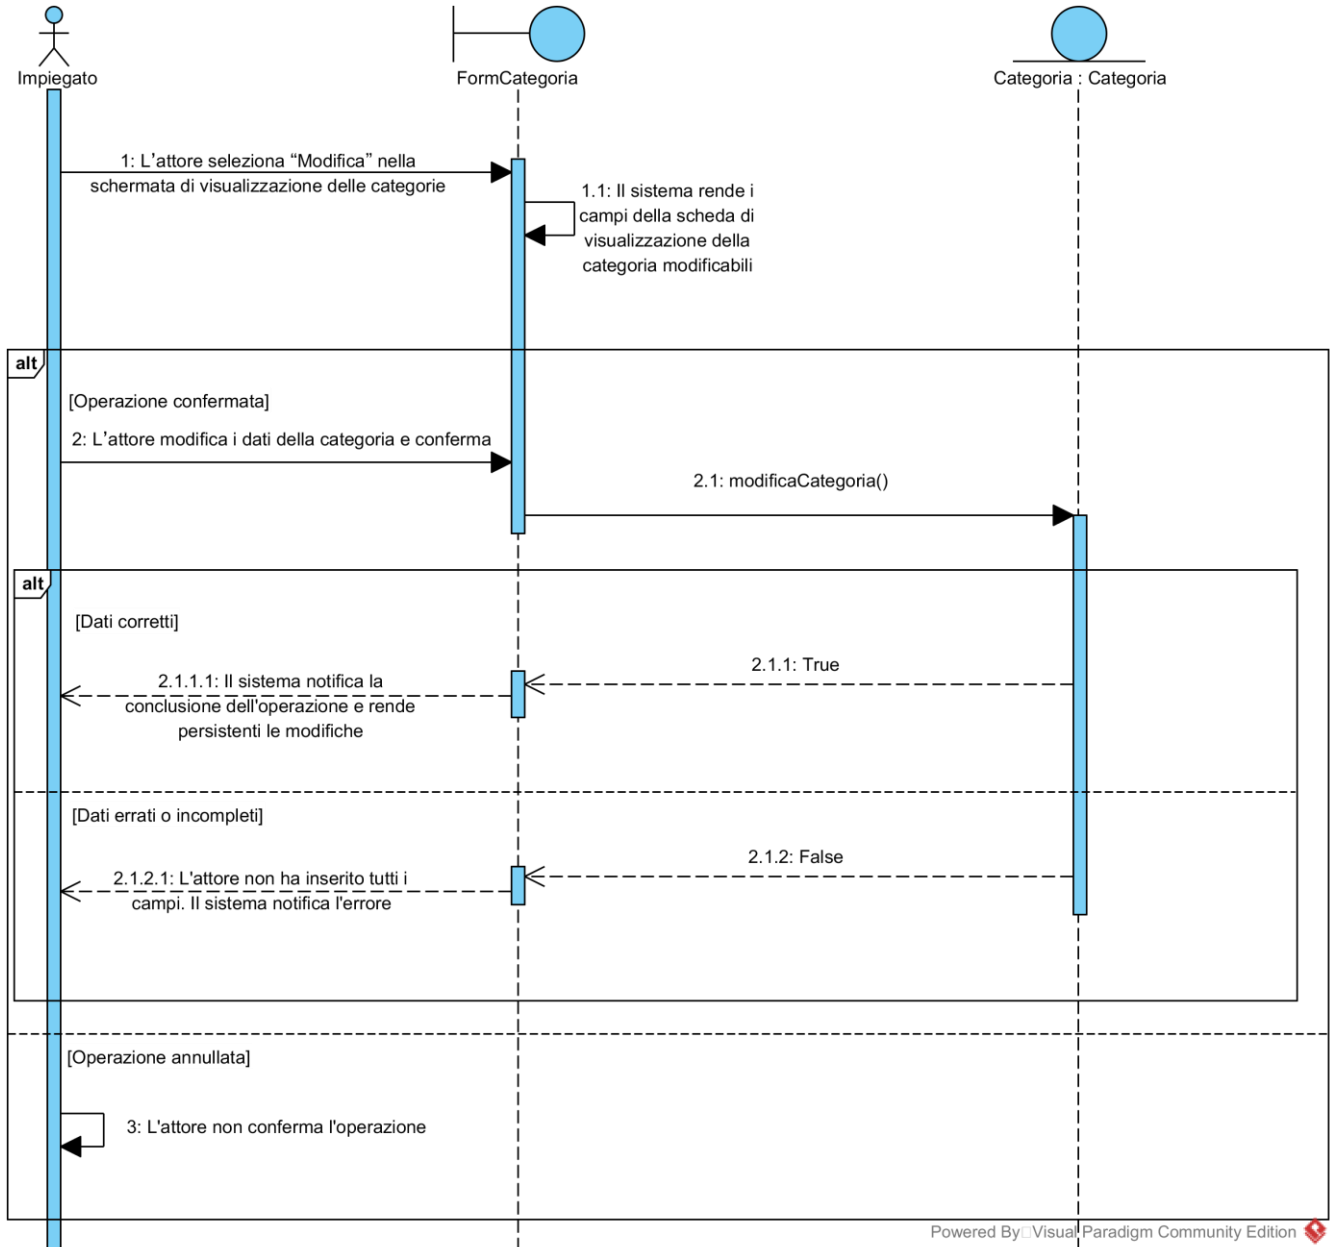 Impiegato
FormCategoria
Categoria : Categoria
1: L'attore seleziona “Modifica” nella
schermata di visualizzazione delle categorie
1.1: Il sistema rende i
campi della scheda di
visualizzazione della
categoria modificabili
alt
[Operazione confermata]
2: L'attore modifica i dati della categoria e conferma
2.1: modificaCategoria()
alt
[Dati corretti]
2.1.1: True
2.1.1.1: Il sistema notifica la
conclusione dell'operazione e rende
persistenti le modifiche
[Dati errati o incompleti]
2.1.2: False
2.1.2.1: L'attore non ha inserito tutti i
campi. Il sistema notifica l'errore
[Operazione annullata]
3: L'attore non conferma l'operazione
Powered By Visual Paradigm Community Edition